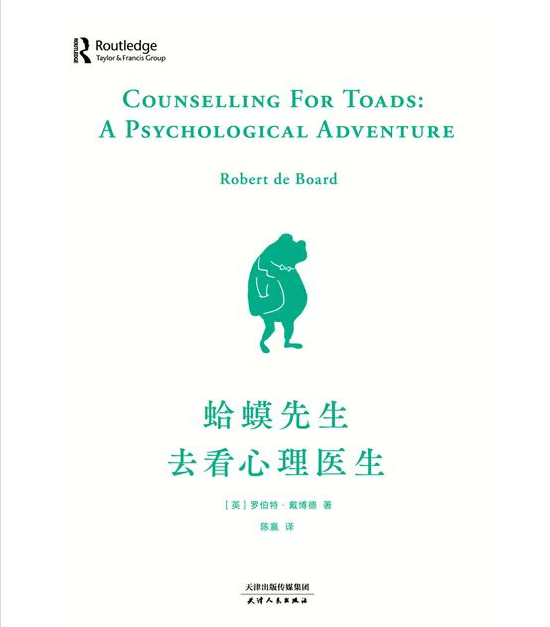 ROUTLEDGE
Routledge
Taylor & Francis Group
COUNSELLING FOR TOADS:
A PSYCHOLOGICAL ADVENTURE
Robert de Board
蛤蟆先生
去看心理医生
[英] 罗伯特·戴博德 著
陈赢 译
天津出版传媒集团
天津人民出版社